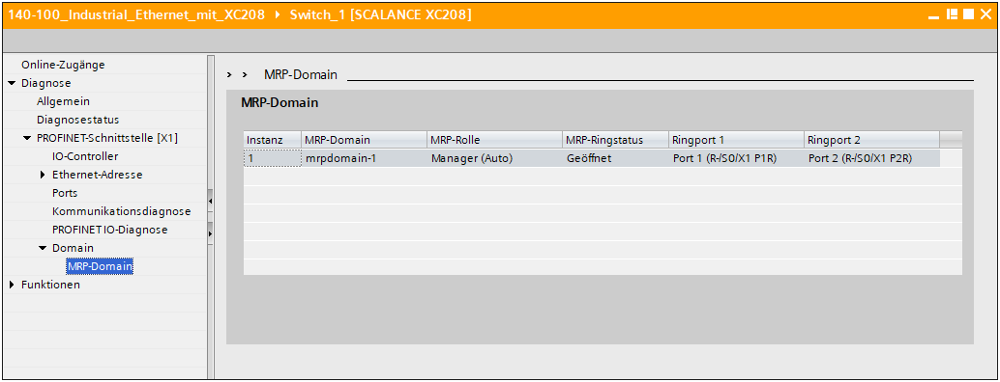 140-100_Industrial_Ethernet_mit_XC208 Switch_1 [SCALANCE XC208]
Online-Zugänge
Diagnose
Allgemein
Diagnosestatus
PROFINET-Schnittstelle [X1]
IO-Controller
Ethernet-Adresse
Ports
Kommunikationsdiagnose
PROFINET IO-Diagnose
Domain
MRP-Domain
Funktionen
> > MRP-Domain
MRP-Domain
Instanz MRP-Domain MRP-Rolle MRP-Ringstatus Ringport 1 Ringport 2
1 mrpdomain-1 Manager (Auto) Geöffnet Port 1 (R-/S0/X1 P1R) Port 2 (R-/S0/X1 P2R)